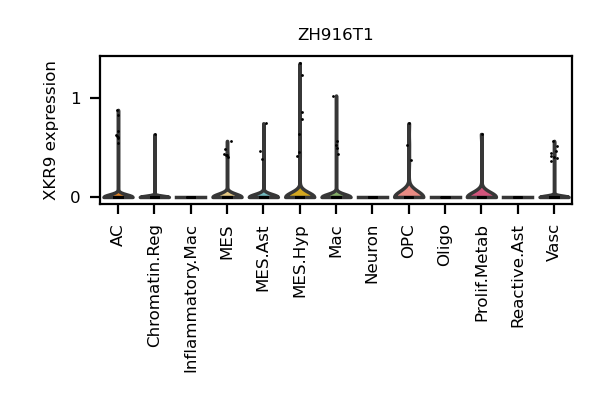 ZH916T1
XKR9 expression
1
0
AC
Chromatin.Reg
Inflammatory.Mac
MES
MES.Ast
MES.Hyp
Mac
Neuron
OPC
Oligo
Prolif.Metab
Reactive.Ast
Vasc